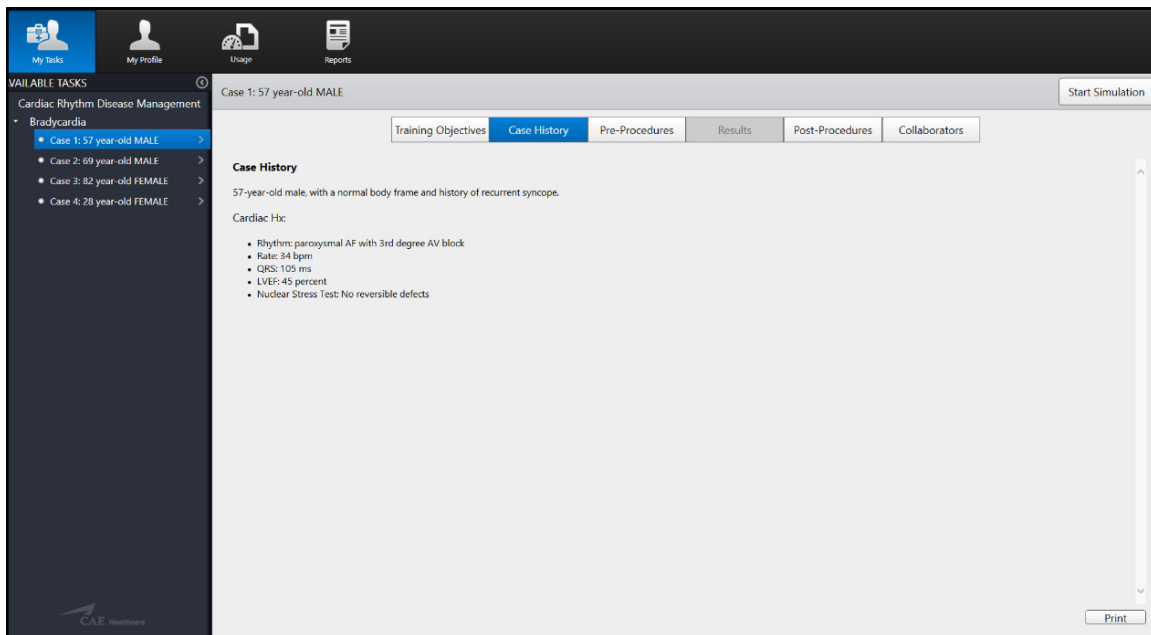 My Tasks
My Profile
Usage
Reports
VAILABLE TASKS
Cardiac Rhythm Disease Management
Bradycardia
Case 1: 57 year-old MALE
Case 2: 69 year-old MALE
Case 3: 82 year-old FEMALE
Case 4: 28 year-old FEMALE
Case 1: 57 year-old MALE
Start Simulation
Training Objectives
Case History
Pre-Procedures
Results
Post-Procedures
Collaborators
Case History
57-year-old male, with a normal body frame and history of recurrent syncope.
Cardiac Hx:
• Rhythm: paroxysmal AF with 3rd degree AV block
• Rate: 34 bpm
• QRS: 105 ms
• LVEF: 45 percent
• Nuclear Stress Test: No reversible defects
CAE Healthcare
Print